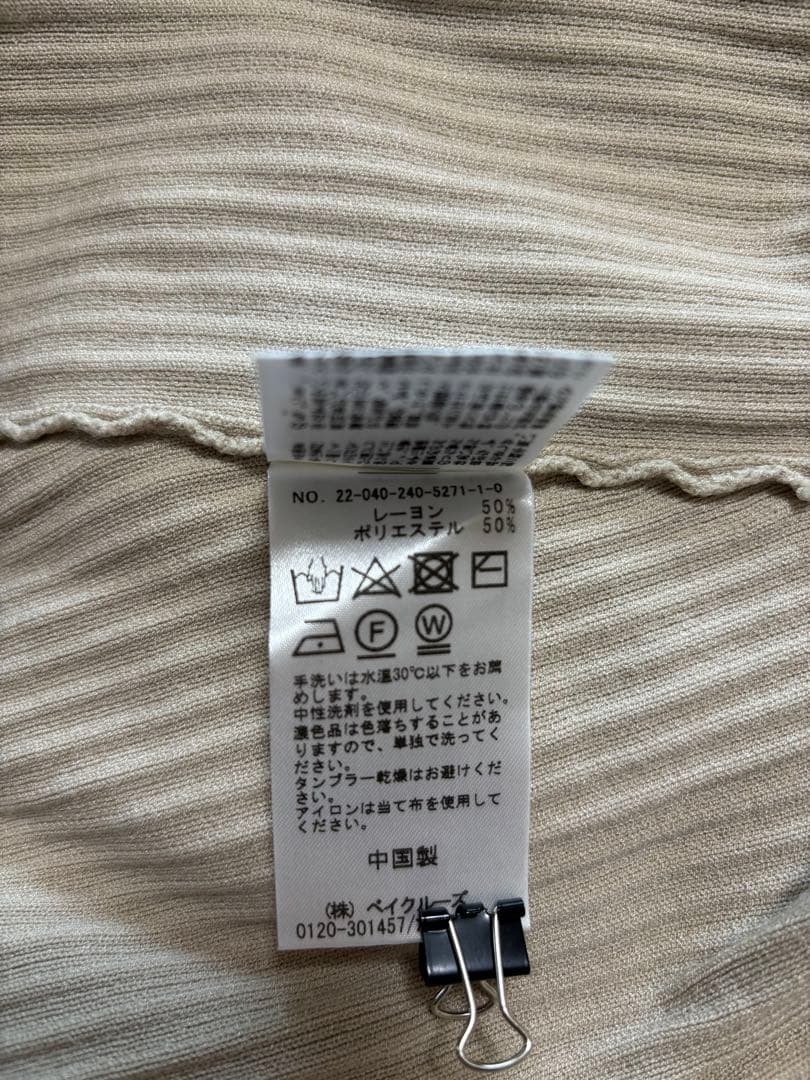 NO. 22-040-240-5271-1-0
レーヨン 50%
ポリエステル 50%
F
W
手洗いは水温30℃以下をお薦
めします。
中性洗剤を使用してください。
濃色品は色落ちすることがあ
りますので、単独で洗ってく
ださい。
タンブラー乾燥はお避けくだ
さい。
アイロンは当て布を使用して
ください。
中国製
(株) ベイクルーズ
0120-301457/